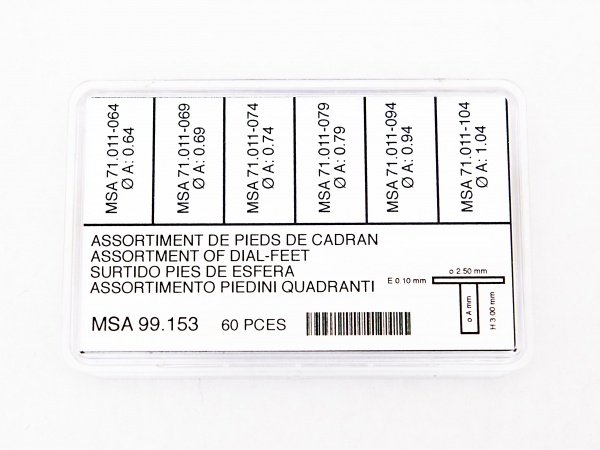 MSA 71.011-064
Ø A: 0.64
MSA 71.011-069
Ø A: 0.69
MSA 71.011-074
Ø A: 0.74
MSA 71.011-079
Ø A: 0.79
MSA 71.011-094
Ø A: 0.94
MSA 71.011-104
Ø A: 1.04
ASSORTIMENT DE PIEDS DE CADRAN
ASSORTMENT OF DIAL-FEET
SURTIDO PIES DE ESFERA
ASSORTIMENTO PIEDINI QUADRANTI
MSA 99.153 60 PCES
o 2.50 mm
E 0.10 mm
o A mm
H 3.00 mm